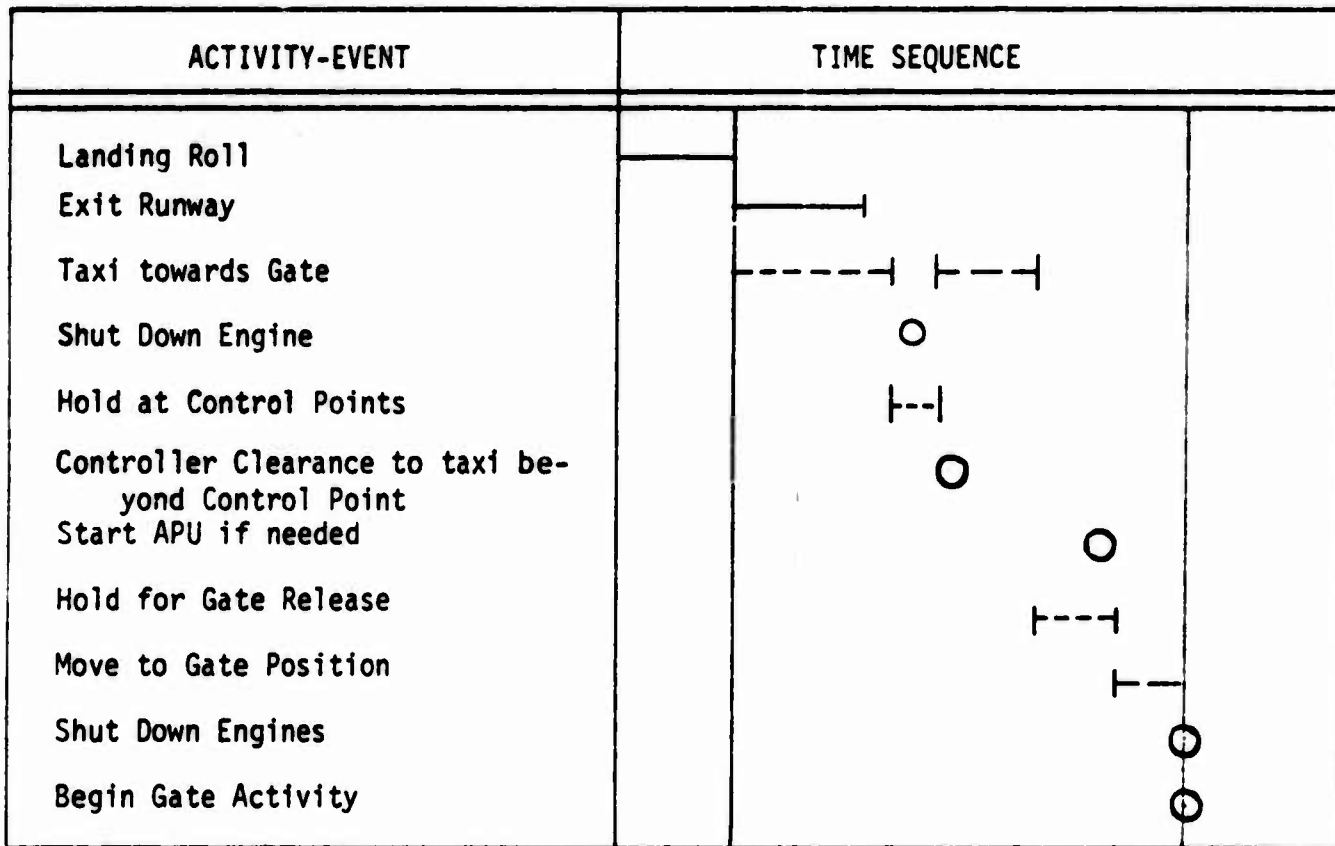 ACTIVITY-EVENT
TIME SEQUENCE
Landing Roll
Exit Runway
Taxi towards Gate
Shut Down Engine
Hold at Control Points
Controller Clearance to taxi be-
yond Control Point
Start APU if needed
Hold for Gate Release
Move to Gate Position
Shut Down Engines
Begin Gate Activity